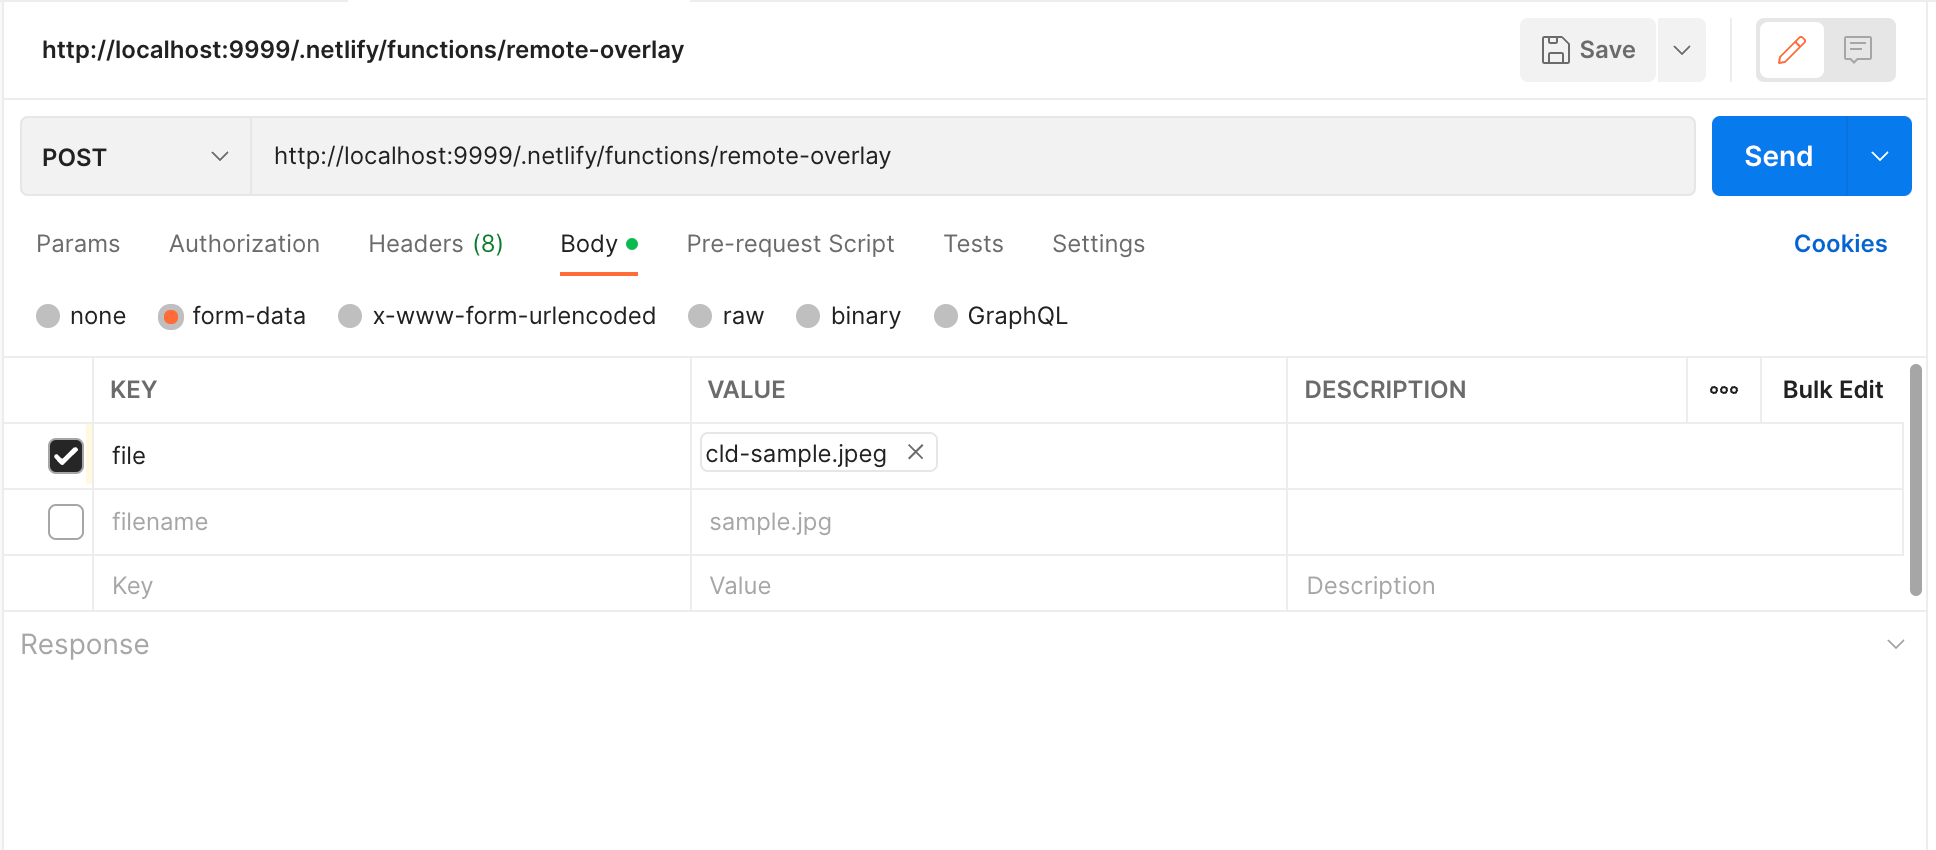 http://localhost:9999/.netlify/functions/remote-overlay
Save
POST
http://localhost:9999/.netlify/functions/remote-overlay
Send
Params Authorization Headers (8) Body Pre-request Script Tests Settings Cookies
none form-data x-www-form-urlencoded raw binary GraphQL
KEY VALUE DESCRIPTION Bulk Edit
file cld-sample.jpeg
filename sample.jpg
Key Value Description
Response